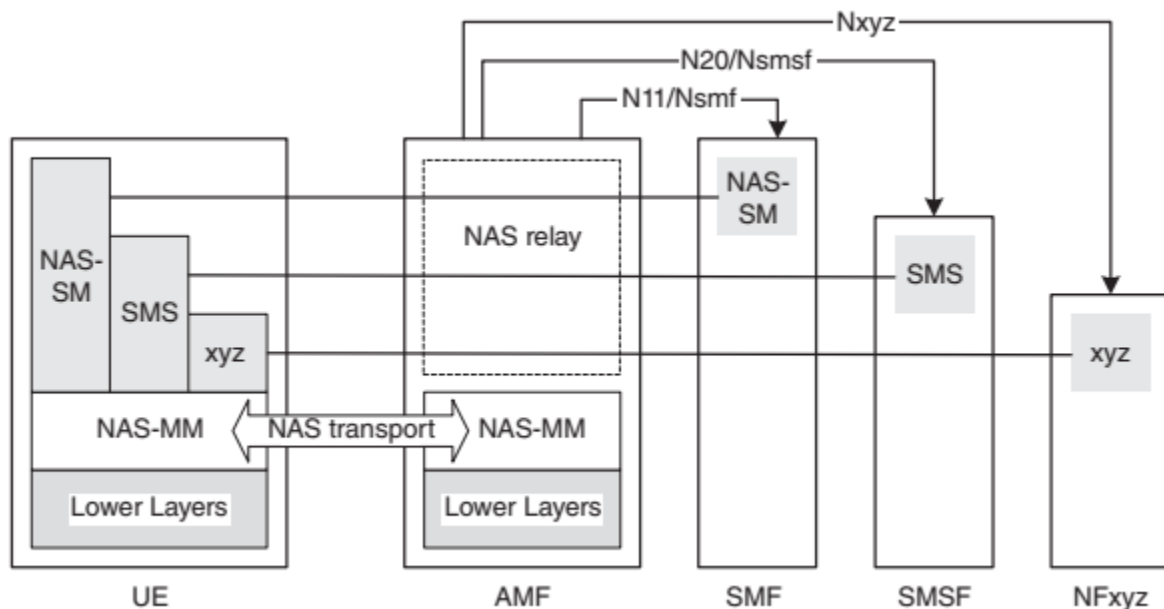 Nxyz
N20/Nsmsf
N11/Nsmf
NAS-
SM
SMS
xyz
NAS relay
NAS-
SM
SMS
xyz
NAS-MM
NAS transport
NAS-MM
Lower Layers
Lower Layers
UE
AMF
SMF
SMSF
NFxyz